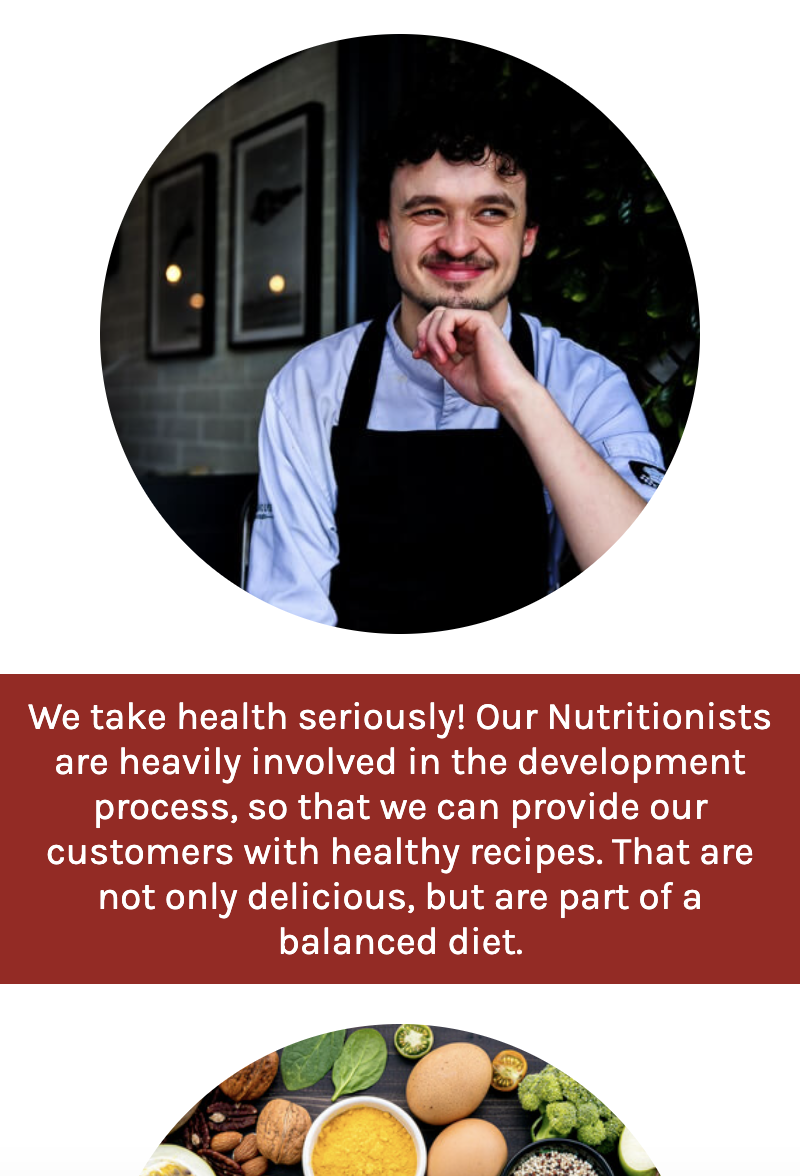 We take health seriously! Our Nutritionists
are heavily involved in the development
process, so that we can provide our
customers with healthy recipes. That are
not only delicious, but are part of a
balanced diet.